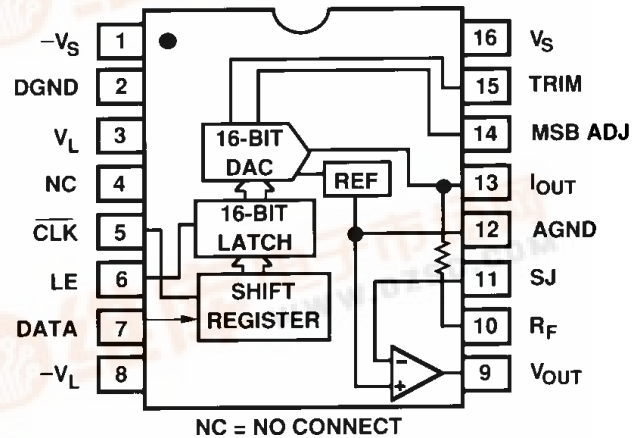 −VS 1
DGND 2
VL 3
NC 4
C̅L̅K̅ 5
LE 6
DATA 7
−VL 8
16-BIT
DAC
REF
16-BIT
LATCH
SHIFT
REGISTER
−
+
16 VS
15 TRIM
14 MSB ADJ
13 IOUT
12 AGND
11 SJ
10 RF
9 VOUT
NC = NO CONNECT